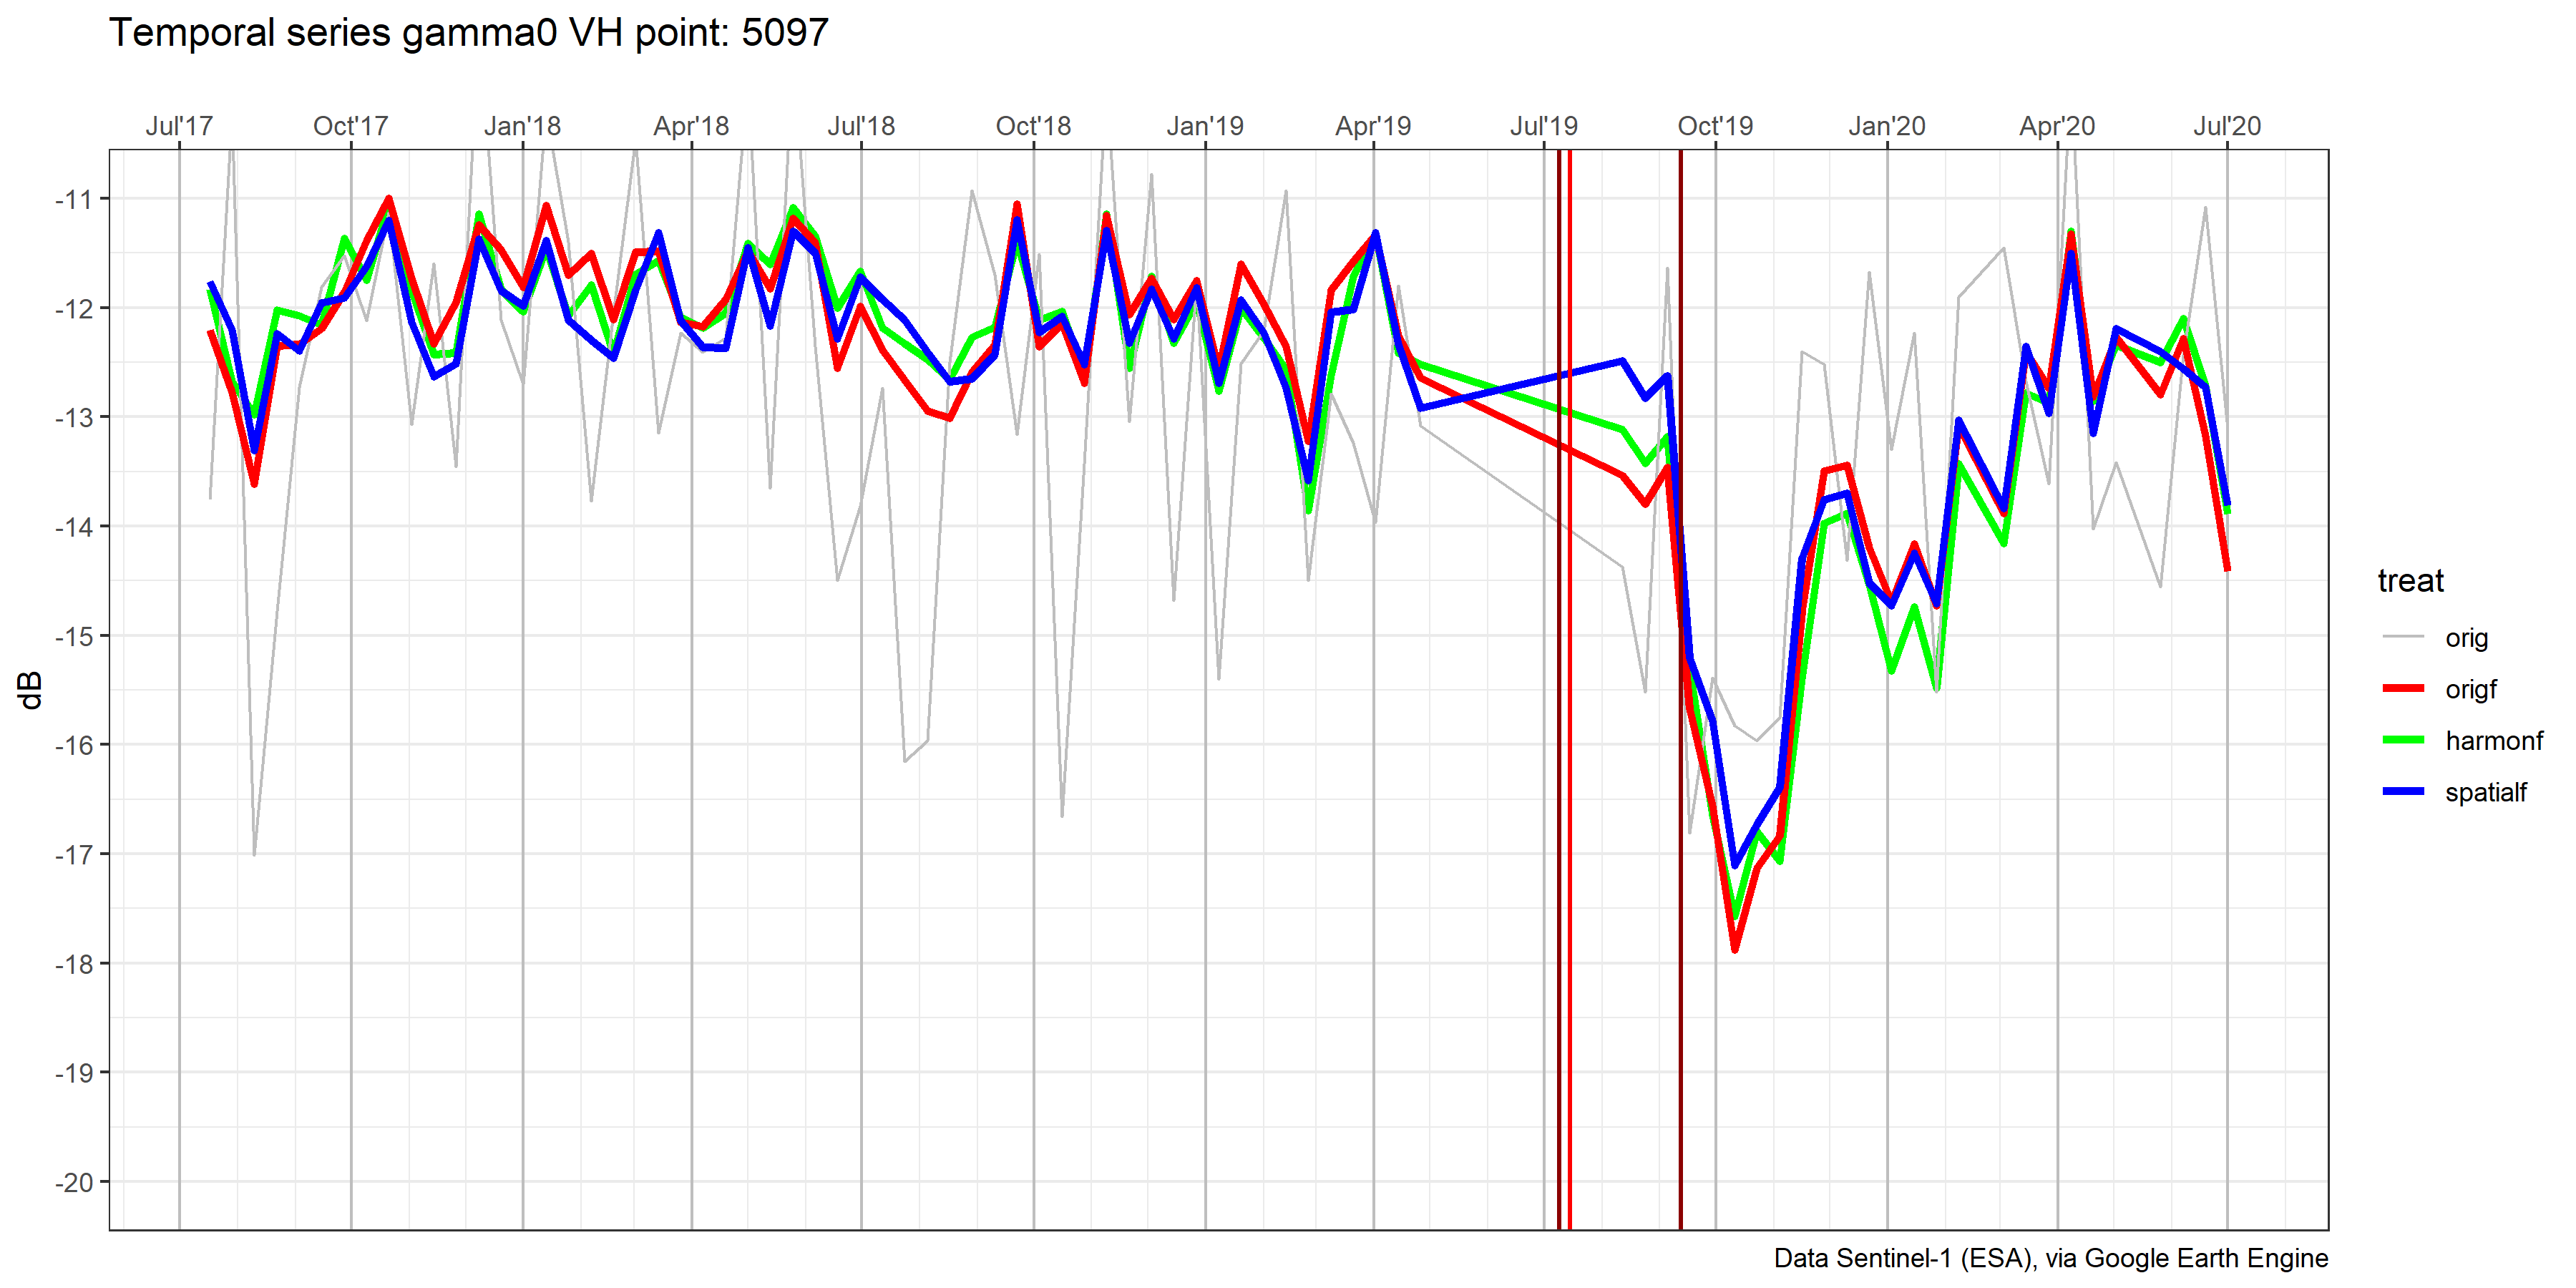 Temporal series gamma0 VH point: 5097
Jul'17 Oct'17 Jan'18 Apr'18 Jul'18 Oct'18 Jan'19 Apr'19 Jul'19 Oct'19 Jan'20 Apr'20 Jul'20
-11
-12
-13
-14
-15
-16
-17
-18
-19
-20
dB
treat
orig
origf
harmonf
spatialf
Data Sentinel-1 (ESA), via Google Earth Engine